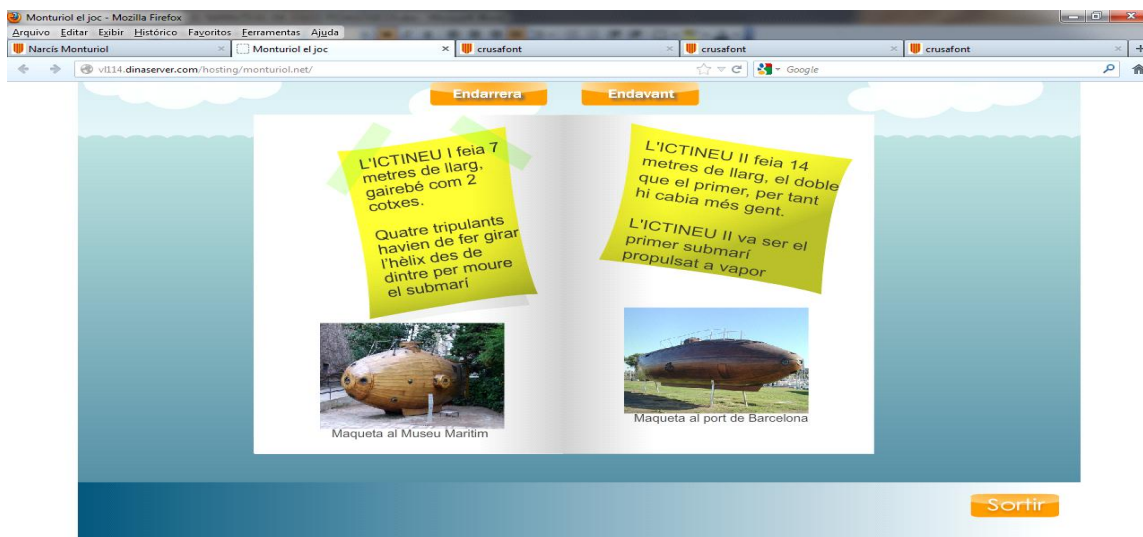 Monturiol el joc - Mozilla Firefox
Arquivo Editar Exibir Histórico Favoritos Ferramentas Ajuda
Narcís Monturiol
Monturiol el joc
crusafont
crusafont
crusafont
vl114.dinaserver.com/hosting/monturiol.net/
Google
Endarrera
Endavant
L'ICTINEU I feia 7
metres de llarg,
gairebé com 2
cotxes.
Quatre tripulants
havien de fer girar
l'hèlix des de
dintre per moure
el submarí
L'ICTINEU II feia 14
metres de llarg, el doble
que el primer, per tant
hi cabia més gent.
L'ICTINEU II va ser el
primer submarí
propulsat a vapor
Maqueta al Museu Maritim
Maqueta al port de Barcelona
Sortir